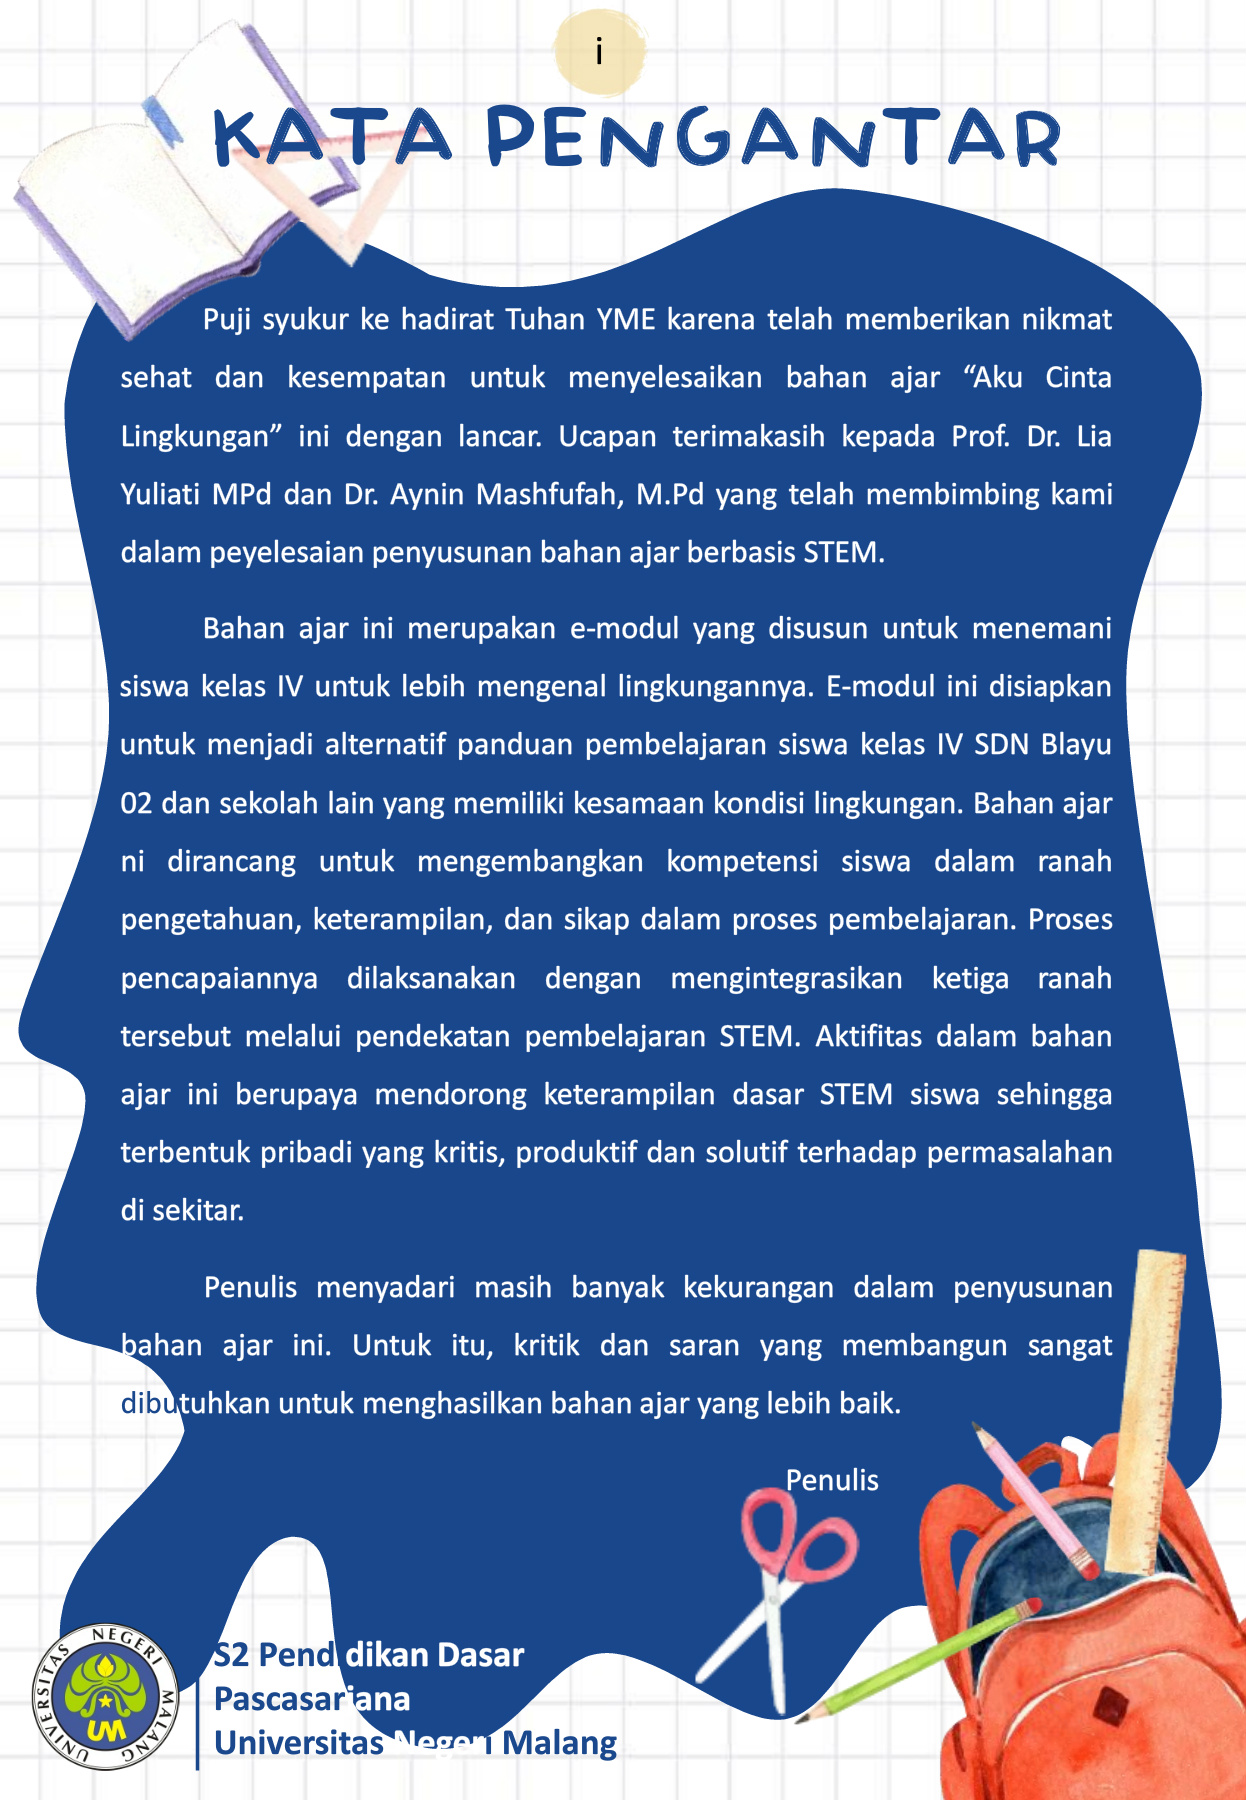 i
KATA PENGANTAR
Puji syukur ke hadirat Tuhan YME karena telah memberikan nikmat
sehat dan kesempatan untuk menyelesaikan bahan ajar “Aku Cinta
Lingkungan” ini dengan lancar. Ucapan terimakasih kepada Prof. Dr. Lia
Yuliati MPd dan Dr. Aynin Mashfufah, M.Pd yang telah membimbing kami
dalam peyelesaian penyusunan bahan ajar berbasis STEM.
Bahan ajar ini merupakan e-modul yang disusun untuk menemani
siswa kelas IV untuk lebih mengenal lingkungannya. E-modul ini disiapkan
untuk menjadi alternatif panduan pembelajaran siswa kelas IV SDN Blayu
02 dan sekolah lain yang memiliki kesamaan kondisi lingkungan. Bahan ajar
ni dirancang untuk mengembangkan kompetensi siswa dalam ranah
pengetahuan, keterampilan, dan sikap dalam proses pembelajaran. Proses
pencapaiannya dilaksanakan dengan mengintegrasikan ketiga ranah
tersebut melalui pendekatan pembelajaran STEM. Aktifitas dalam bahan
ajar ini berupaya mendorong keterampilan dasar STEM siswa sehingga
terbentuk pribadi yang kritis, produktif dan solutif terhadap permasalahan
di sekitar.
Penulis menyadari masih banyak kekurangan dalam penyusunan
bahan ajar ini. Untuk itu, kritik dan saran yang membangun sangat
dibutuhkan untuk menghasilkan bahan ajar yang lebih baik.
Penulis
UNIVERSITAS NEGERI MALANG
UM
S2 Pendidikan Dasar
Pascasarjana
Universitas Negeri Malang